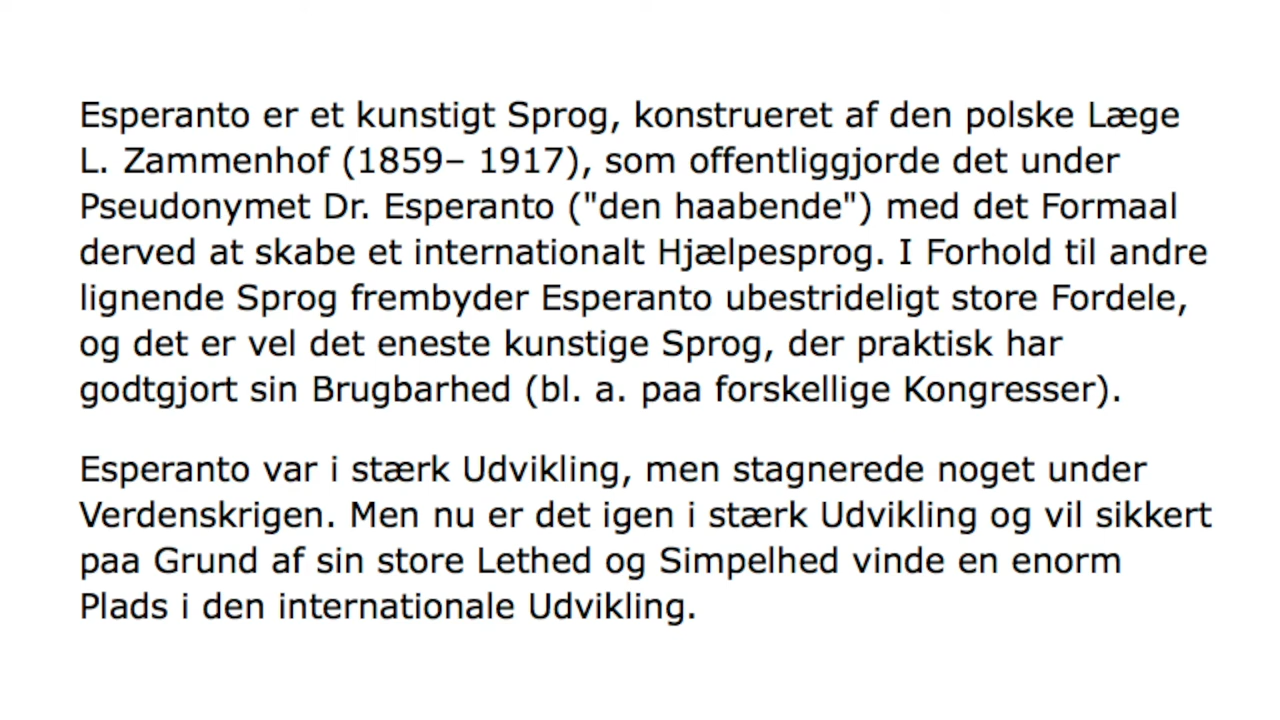 Esperanto er et kunstigt Sprog, konstrueret af den polske Læge
L. Zammenhof (1859– 1917), som offentliggjorde det under
Pseudonymet Dr. Esperanto ("den haabende") med det Formaal
derved at skabe et internationalt Hjælpesprog. I Forhold til andre
lignende Sprog frembyder Esperanto ubestrideligt store Fordele,
og det er vel det eneste kunstige Sprog, der praktisk har
godtgjort sin Brugbarhed (bl. a. paa forskellige Kongresser).
Esperanto var i stærk Udvikling, men stagnerede noget under
Verdenskrigen. Men nu er det igen i stærk Udvikling og vil sikkert
paa Grund af sin store Lethed og Simpelhed vinde en enorm
Plads i den internationale Udvikling.